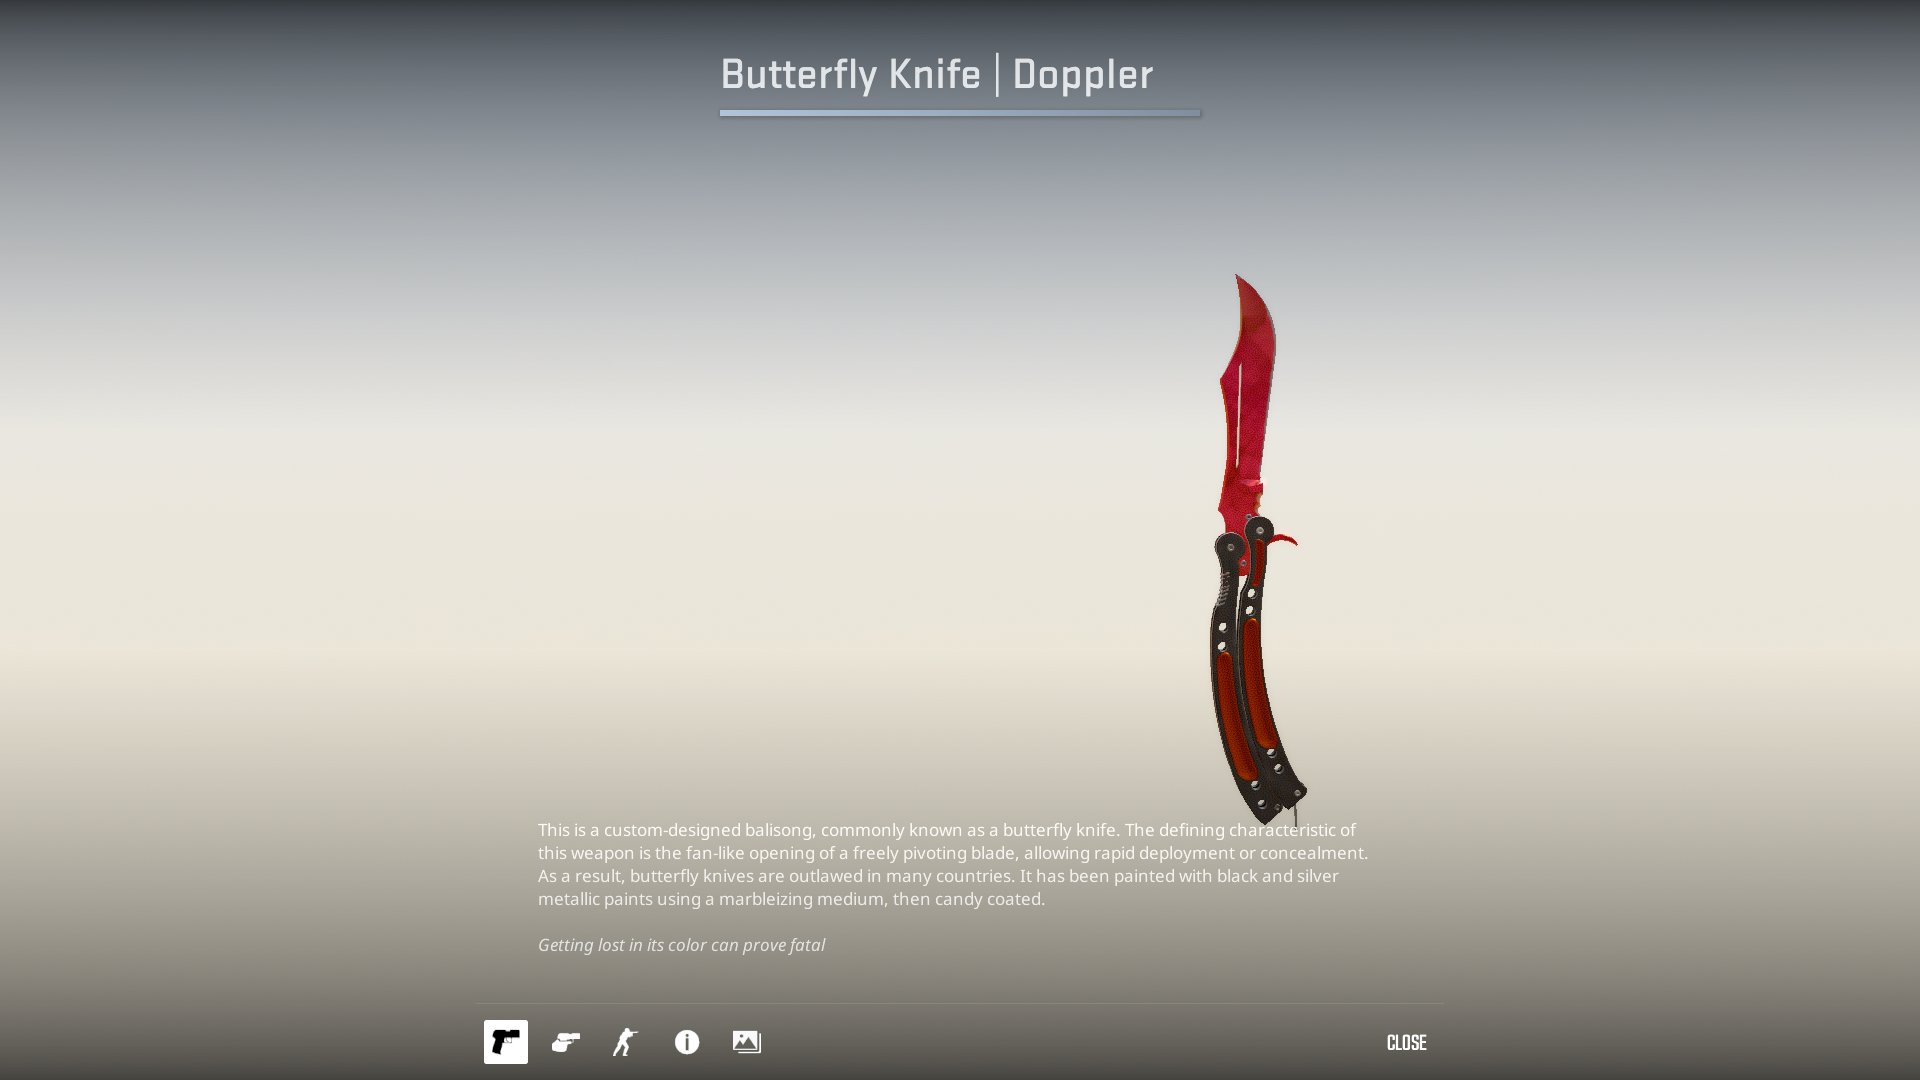 Butterfly Knife | Doppler
This is a custom-designed balisong, commonly known as a butterfly knife. The defining characteristic of
this weapon is the fan-like opening of a freely pivoting blade, allowing rapid deployment or concealment.
As a result, butterfly knives are outlawed in many countries. It has been painted with black and silver
metallic paints using a marbleizing medium, then candy coated.
Getting lost in its color can prove fatal
CLOSE